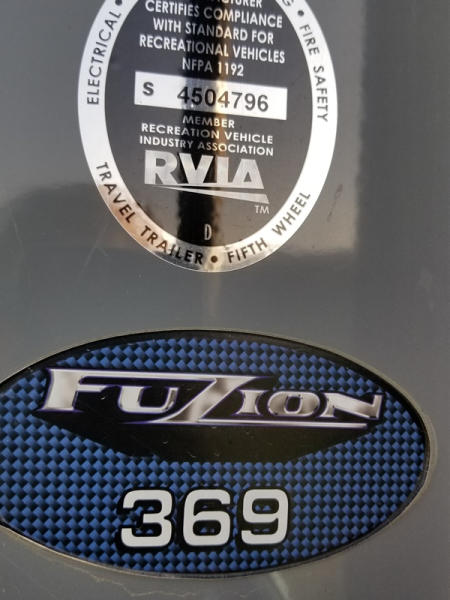 CERTIFIES COMPLIANCE
WITH STANDARD FOR
RECREATIONAL VEHICLES
NFPA 1192
ELECTRICAL •
• FIRE SAFETY
S 4504796
MEMBER
RECREATION VEHICLE
INDUSTRY ASSOCIATION
RVIA
TM
D
TRAVEL TRAILER • FIFTH WHEEL
FUZION
369